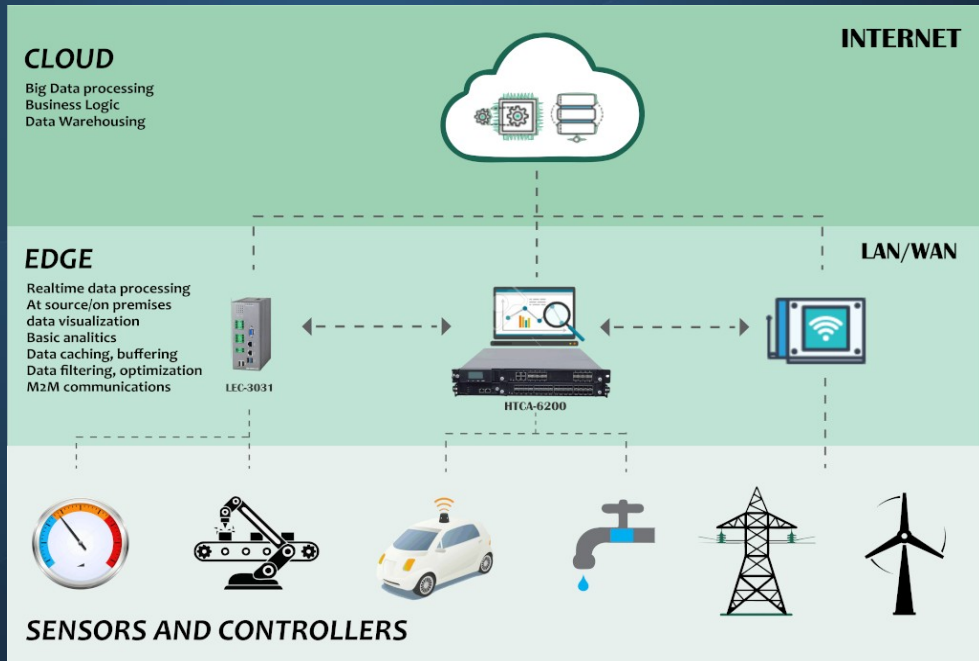 CLOUD
Big Data processing
Business Logic
Data Warehousing
INTERNET
EDGE
Realtime data processing
At source/on premises
data visualization
Basic analitics
Data caching, buffering
Data filtering, optimization
M2M communications
LAN/WAN
LEC-3031
HTCA-6200
SENSORS AND CONTROLLERS